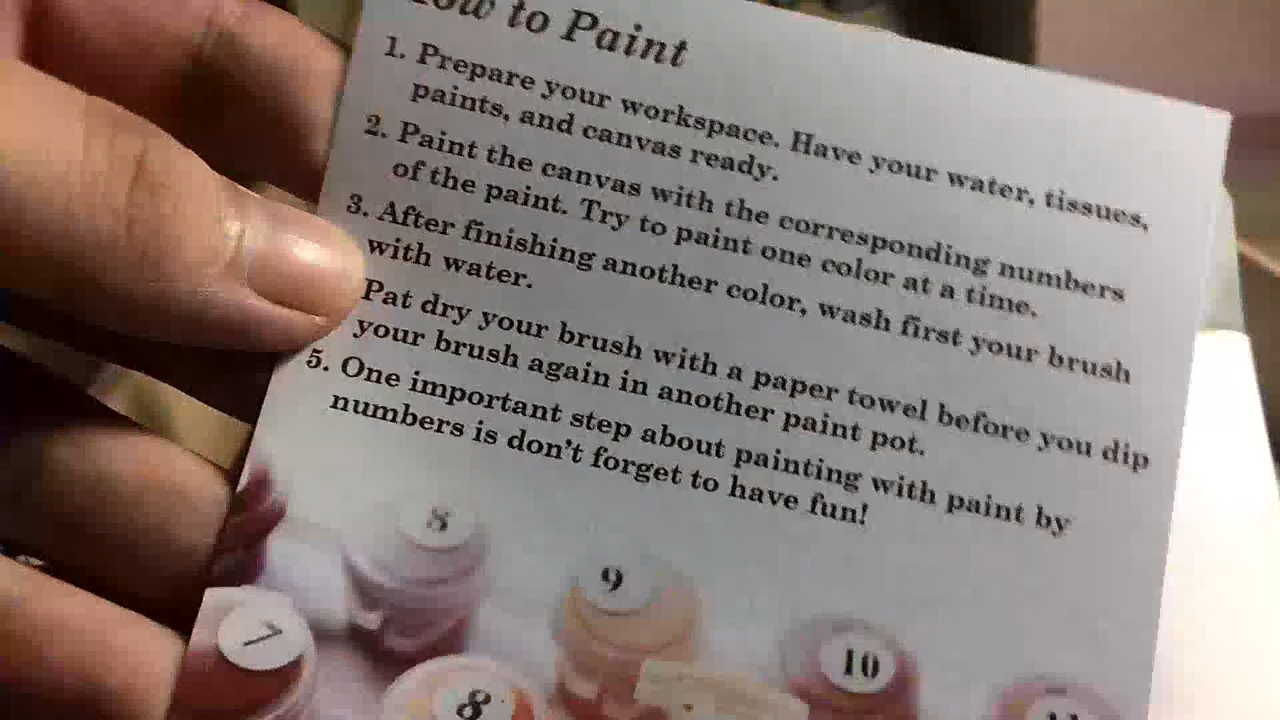 How to Paint
1. Prepare your workspace. Have your water, tissues,
paints, and canvas ready.
2. Paint the canvas with the corresponding numbers
of the paint. Try to paint one color at a time.
3. After finishing another color, wash first your brush
with water.
Pat dry your brush with a paper towel before you dip
your brush again in another paint pot.
5. One important step about painting with paint by
numbers is don't forget to have fun!
8
9
7
10
8
11